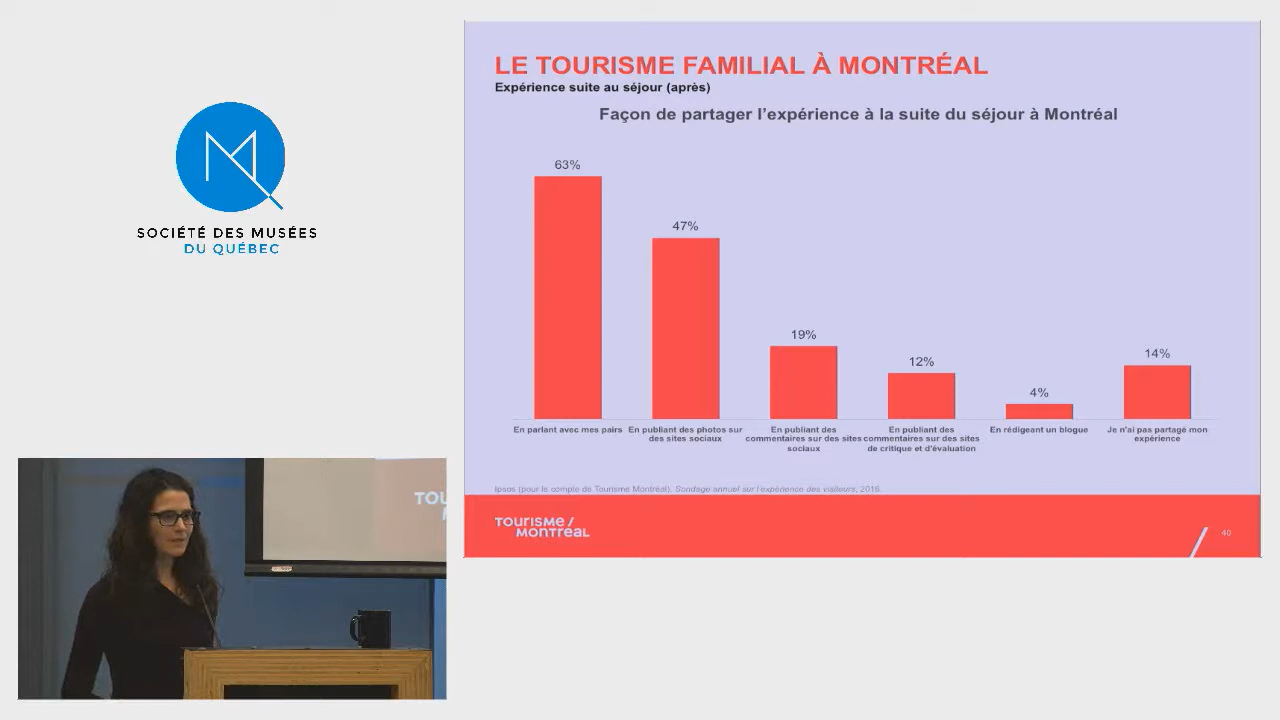 SOCIÉTÉ DES MUSÉES
DU QUÉBEC
LE TOURISME FAMILIAL À MONTRÉAL
Expérience suite au séjour (après)
Façon de partager l'expérience à la suite du séjour à Montréal
63%
47%
19%
12%
4%
14%
En parlant avec mes pairs
En publiant des photos sur
des sites sociaux
En publiant des
commentaires sur des sites
sociaux
En publiant des
commentaires sur des sites
de critique et d'évaluation
En rédigeant un blogue
Je n'ai pas partagé mon
expérience
Ipsos (pour le compte de Tourisme Montréal). Sondage annuel sur l'expérience des visiteurs, 2016.
TOURISME /
MONTRÉAL
40
TOU